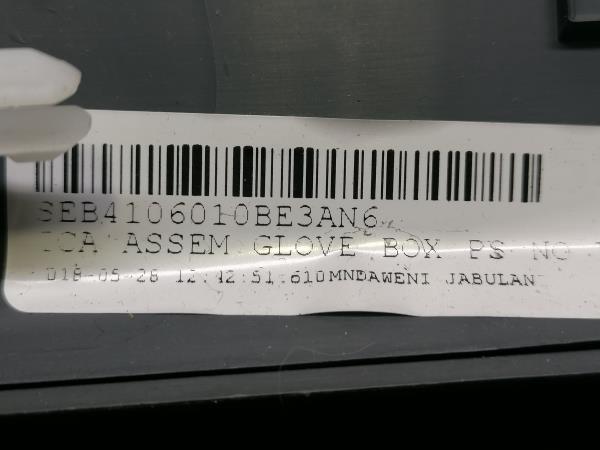 SEB4106010BE3AN6
ICA ASSEM GLOVE BOX PS NO
018-05-28 12:42:51.610MNDAWENI JABULAN